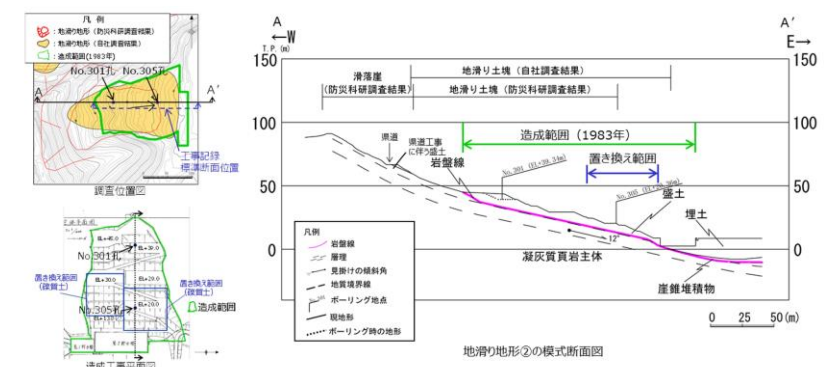 凡 例
: 地滑り地形 (防災科研調査結果)
: 地滑り地形 (自社調査結果)
: 造成範囲(1983年)
No.301孔 No.305孔
A A'
工事記録
標準断面位置
調査位置図
EL+39.0
No.301孔
置き換え範囲
(礫質土)
EL+30.0
EL+20.0
置き換え範囲
(礫質土)
No.305孔
造成範囲
造成工事平面図
A
←W
T.P.(m)
A'
E→
150
100
50
0
150
100
50
0
滑落崖
(防災科研調査結果)
地滑り土塊 (自社調査結果)
地滑り土塊 (防災科研調査結果)
造成範囲 (1983年)
県道
県道工事
に伴う盛土
岩盤線
置き換え範囲
盛土
埋土
12°
凝灰質頁岩主体
崖錐堆積物
凡例
岩盤線
層理
見掛けの傾斜角
地質境界線
ボーリング地点
現地形
ボーリング時の地形
0 25 50 (m)
地滑り地形②の模式断面図